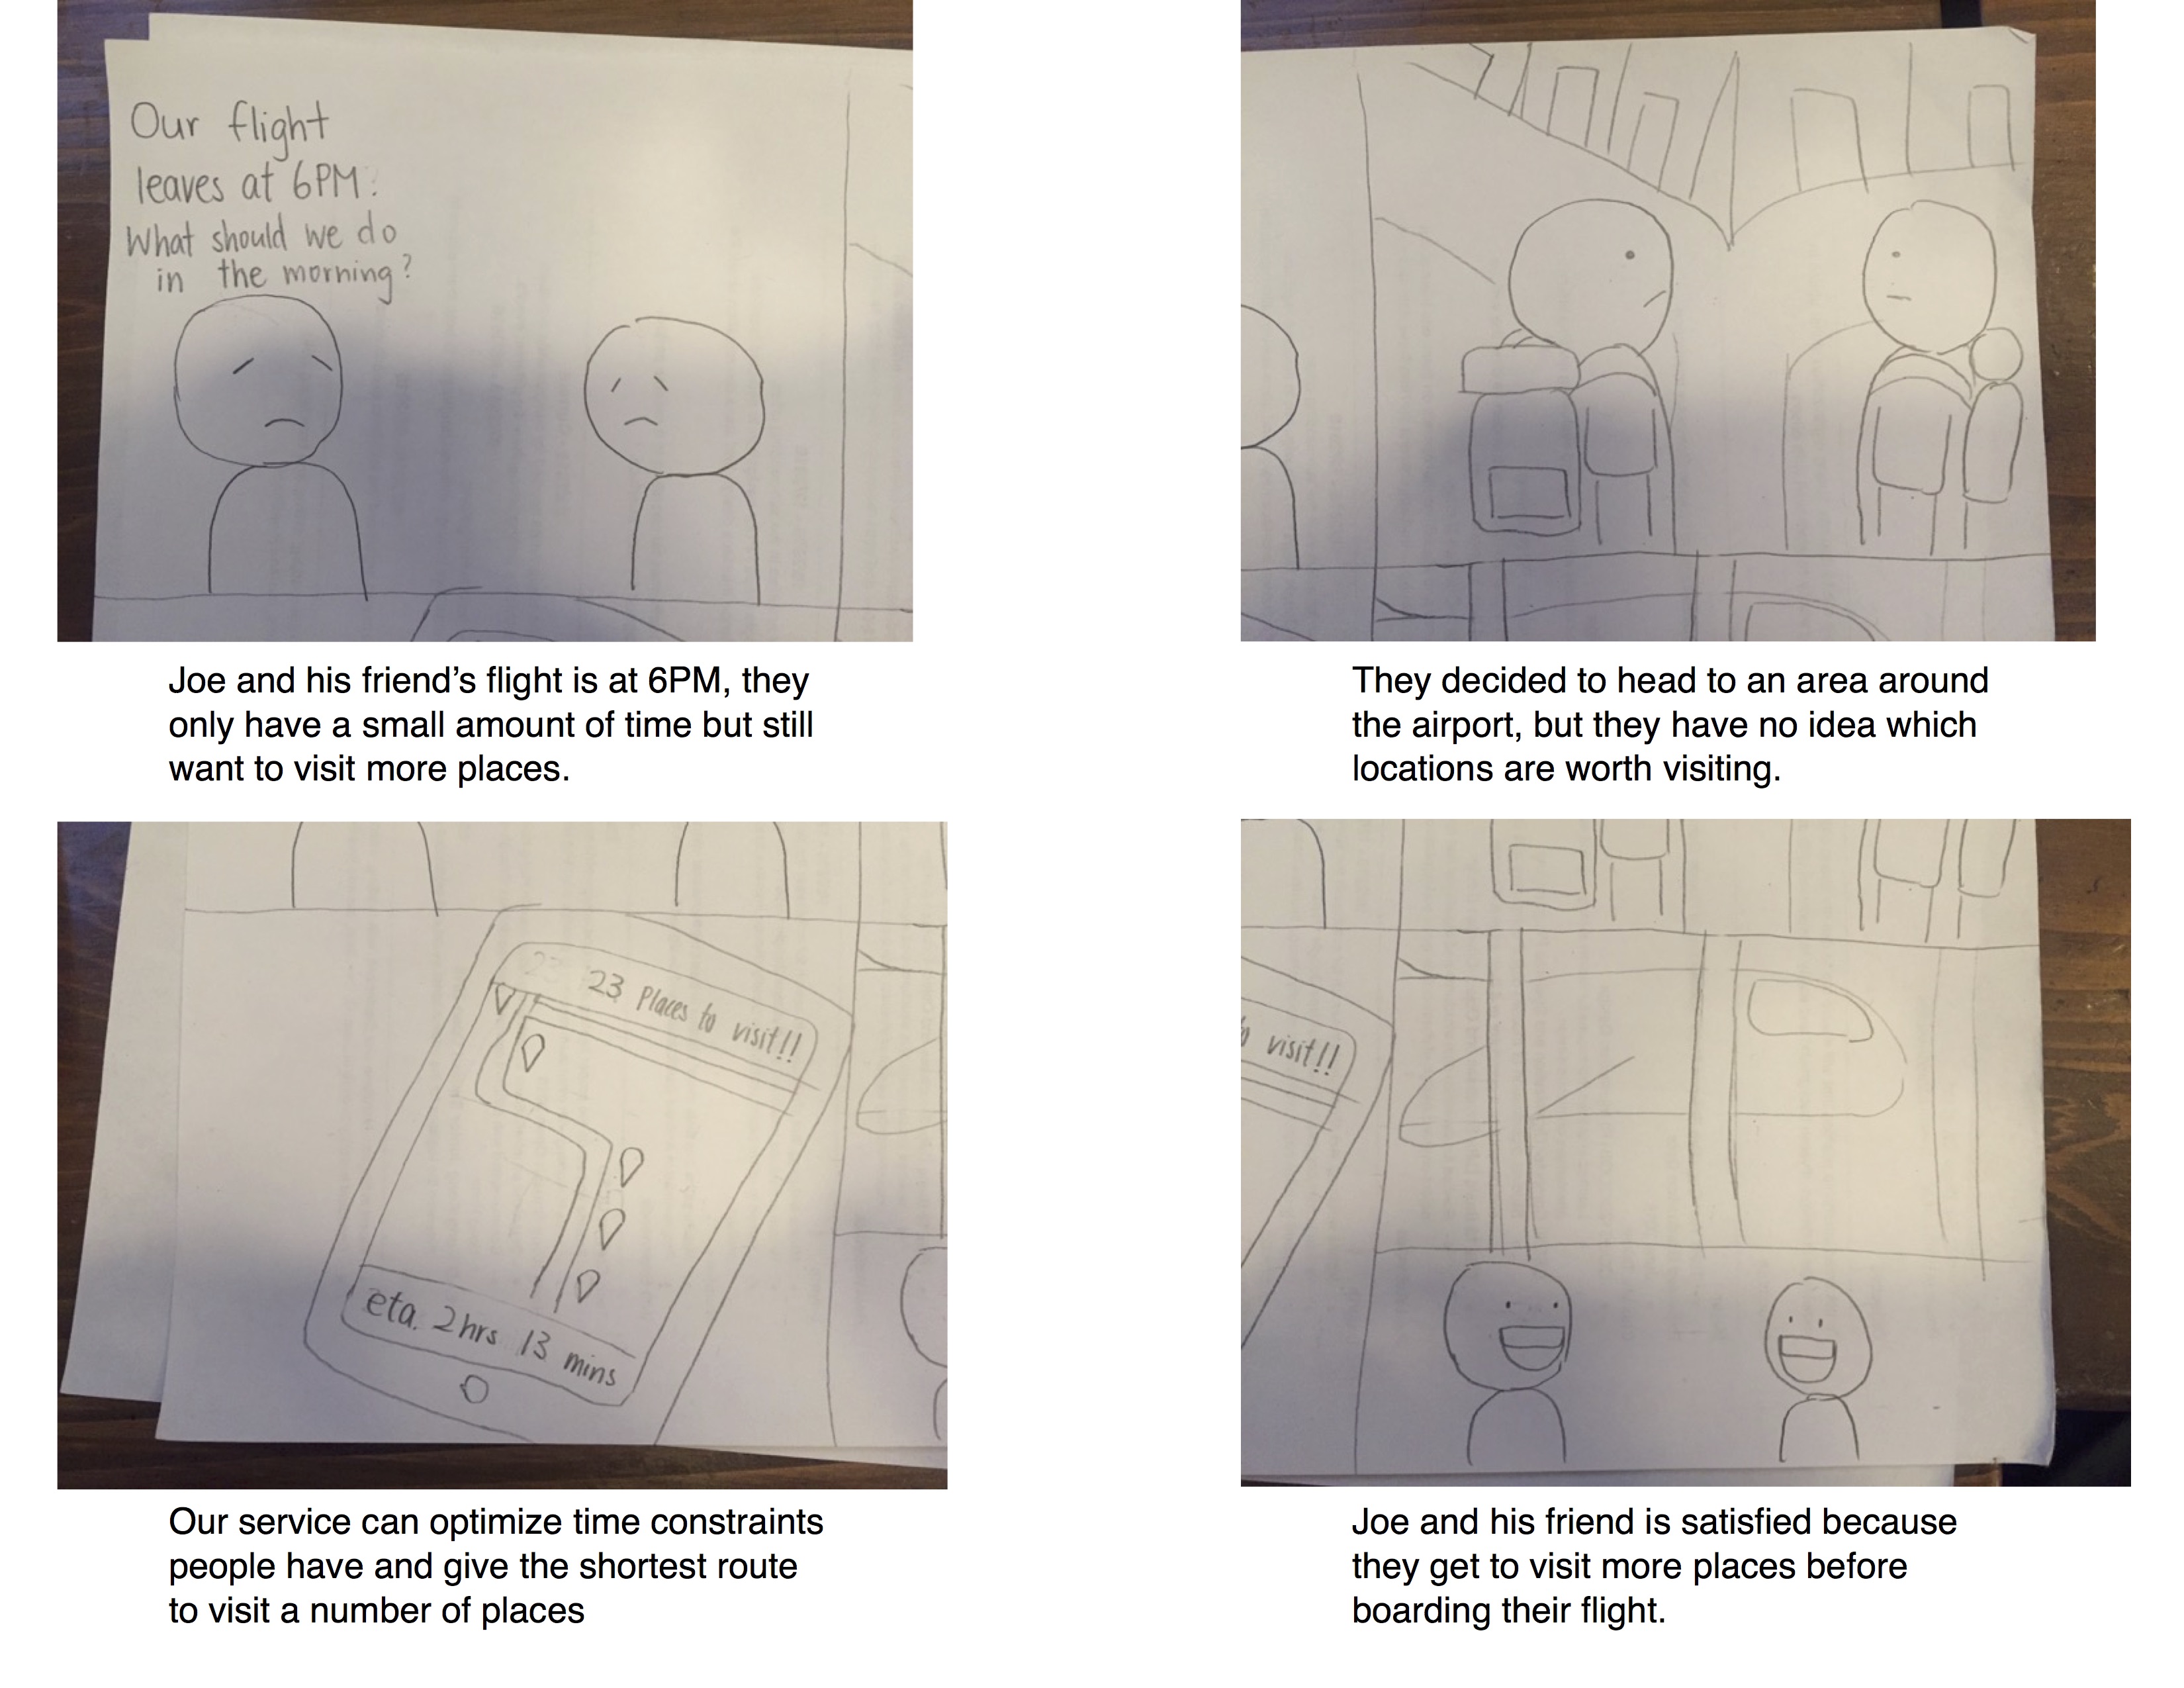 Our flight
leaves at 6PM.
What should we do
in the morning?
Joe and his friend's flight is at 6PM, they
only have a small amount of time but still
want to visit more places.
They decided to head to an area around
the airport, but they have no idea which
locations are worth visiting.
23 Places to visit!!
eta. 2hrs 13 mins
visit!!
Our service can optimize time constraints
people have and give the shortest route
to visit a number of places
Joe and his friend is satisfied because
they get to visit more places before
boarding their flight.